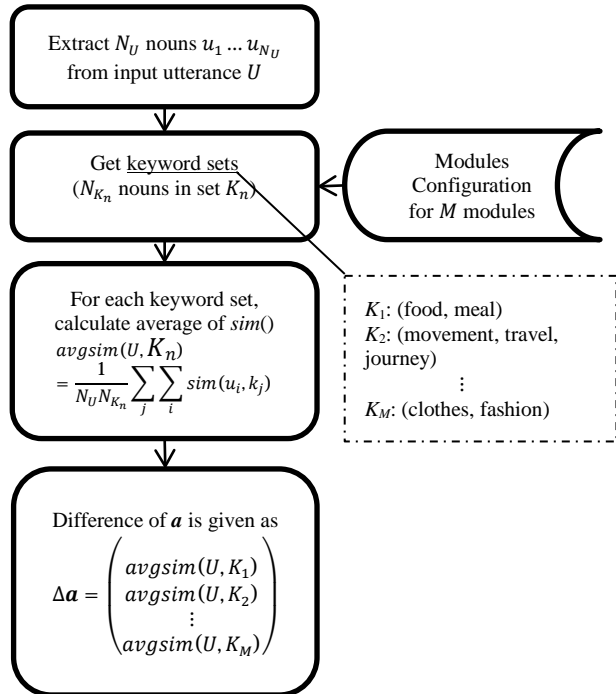 Extract N_U nouns u_1 … u_{N_U}
from input utterance U
Get keyword sets
(N_{K_n} nouns in set K_n)
Modules
Configuration
for M modules
For each keyword set,
calculate average of sim()
avgsim(U, K_n)
= \frac{1}{N_U N_{K_n}} \sum_j \sum_i sim(u_i, k_j)
K_1: (food, meal)
K_2: (movement, travel,
journey)
⋮
K_M: (clothes, fashion)
Difference of a is given as
avgsim(U, K_1)
Δa = avgsim(U, K_2)
⋮
avgsim(U, K_M)